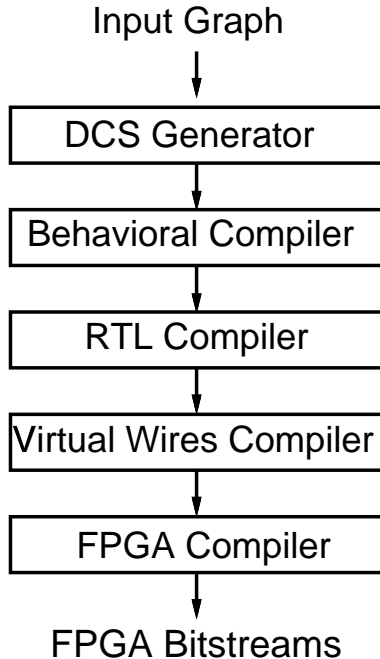 Input Graph
DCS Generator
Behavioral Compiler
RTL Compiler
Virtual Wires Compiler
FPGA Compiler
FPGA Bitstreams